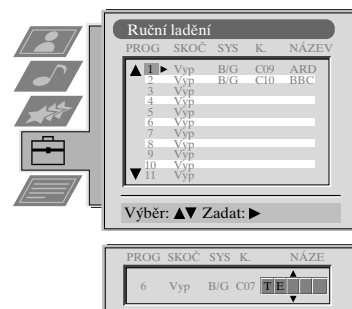 Ruční ladění
PROG SKOČ SYS K. NÁZEV
1 Vyp B/G C09 ARD
2 Vyp B/G C10 BBC
3 Vyp
4 Vyp
5 Vyp
6 Vyp
7 Vyp
8 Vyp
9 Vyp
10 Vyp
11 Vyp
Výběr: ▲▼ Zadat: ▶
PROG SKOČ SYS K. NÁZE
6 Vyp B/G C07 T E